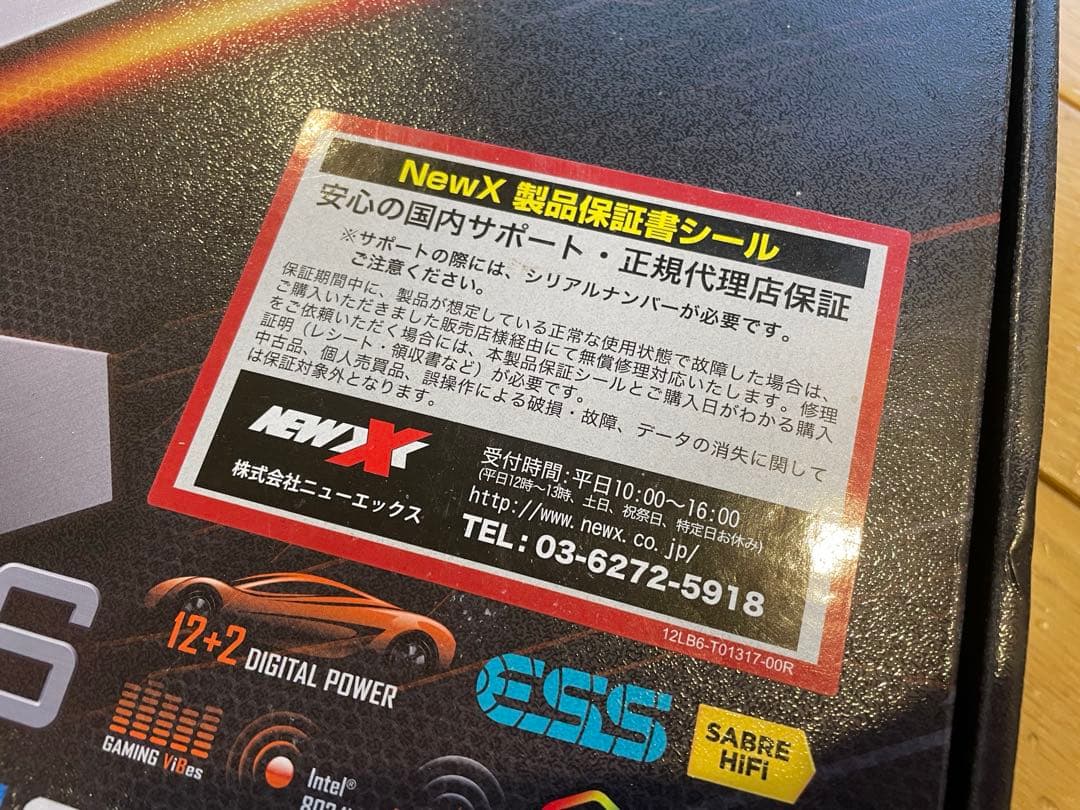 NewX 製品保証書シール
安心の国内サポート・正規代理店保証
※サポートの際には、シリアルナンバーが必要です。
ご注意ください。
保証期間中に、製品が想定している正常な使用状態で故障した場合は、
ご購入いただきました販売店様経由にて無償修理対応いたします。修理
をご依頼いただく場合には、本製品保証シールとご購入日がわかる購入
証明（レシート・領収書など）が必要です。
中古品、個人売買品、誤操作による破損・故障、データの消失に関して
は保証対象外となります。
NEWX
株式会社ニューエックス
受付時間：平日10:00～16:00
(平日12時～13時、土日、祝祭日、特定日お休み)
http://www.newx.co.jp/
TEL：03-6272-5918
12LB6-T01317-00R
12+2 DIGITAL POWER
ESS
SABRE
HiFi
GAMING ViBes
Intel®